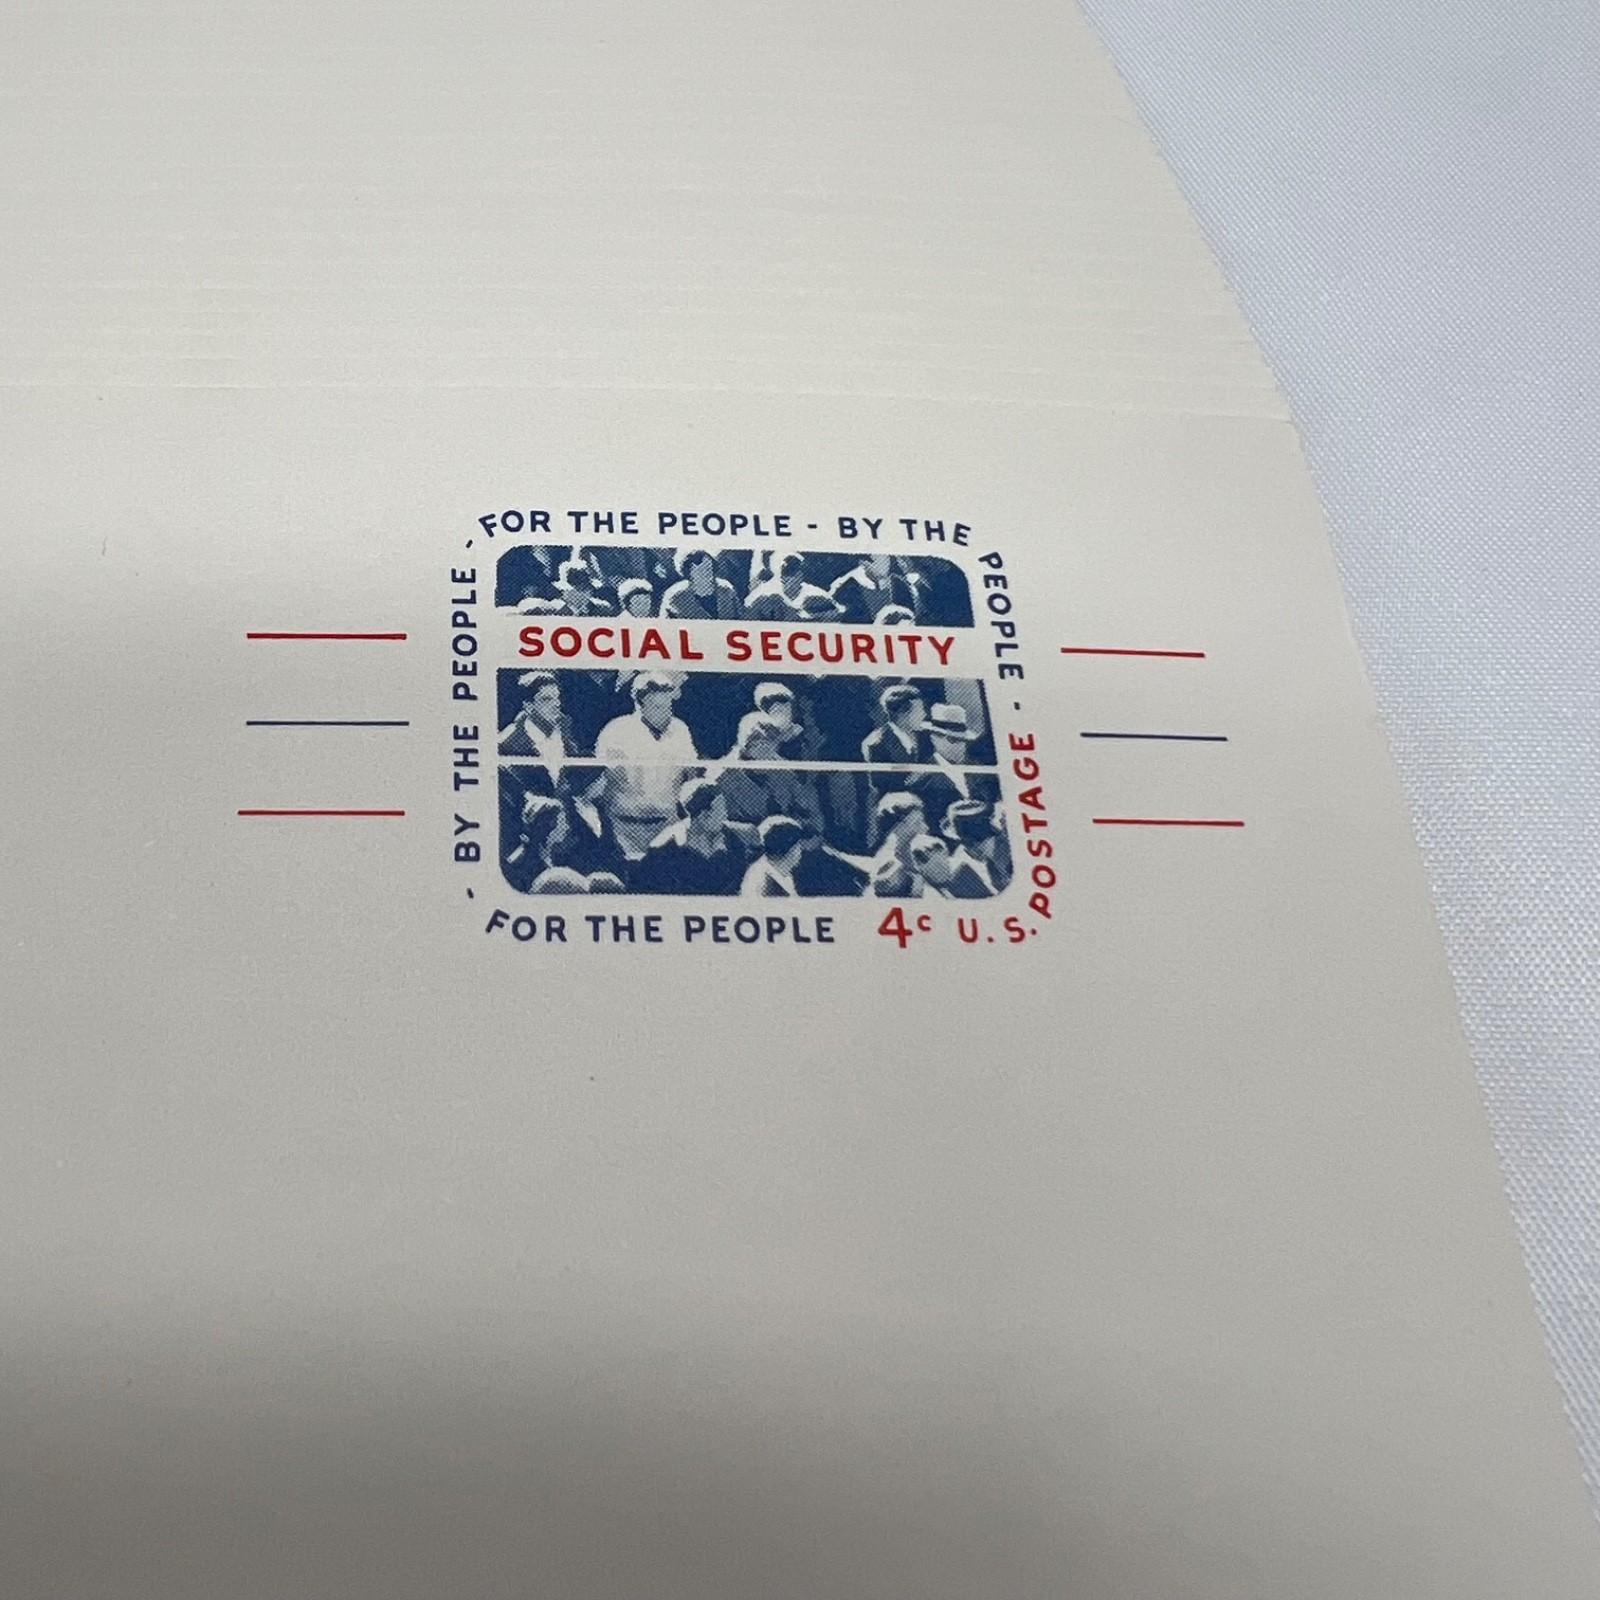 - FOR THE PEOPLE - BY THE PEOPLE -
SOCIAL SECURITY
- BY THE PEOPLE
FOR THE PEOPLE 4c U.S. POSTAGE